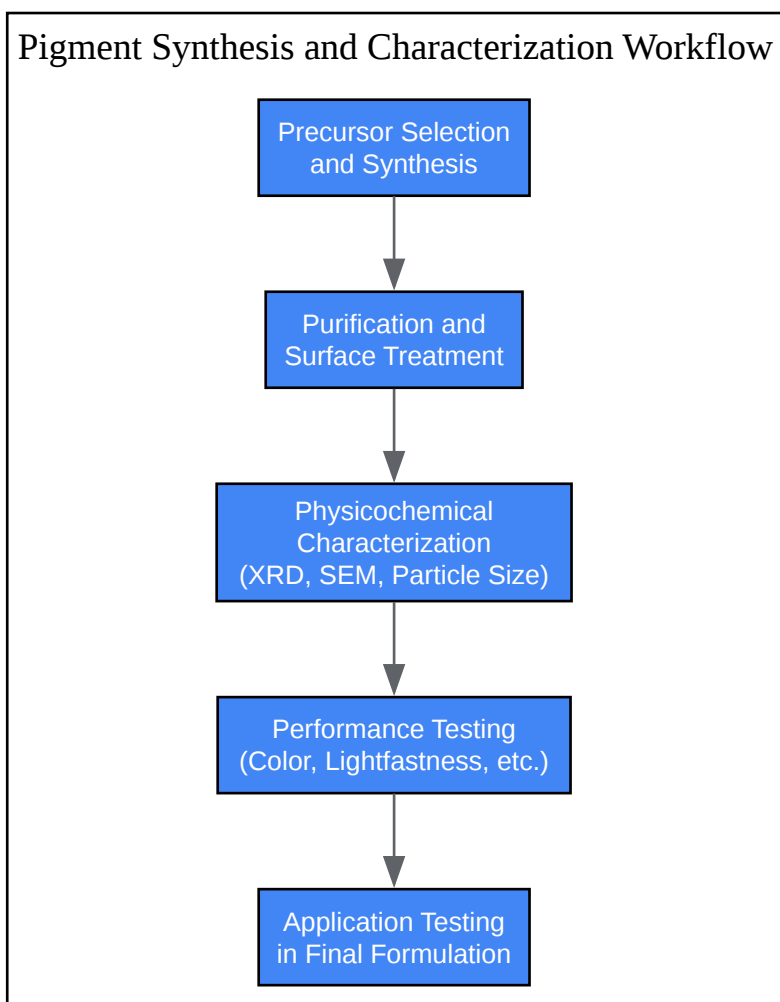 Pigment Synthesis and Characterization Workflow
Precursor Selection
and Synthesis
Purification and
Surface Treatment
Physicochemical
Characterization
(XRD, SEM, Particle Size)
Performance Testing
(Color, Lightfastness, etc.)
Application Testing
in Final Formulation